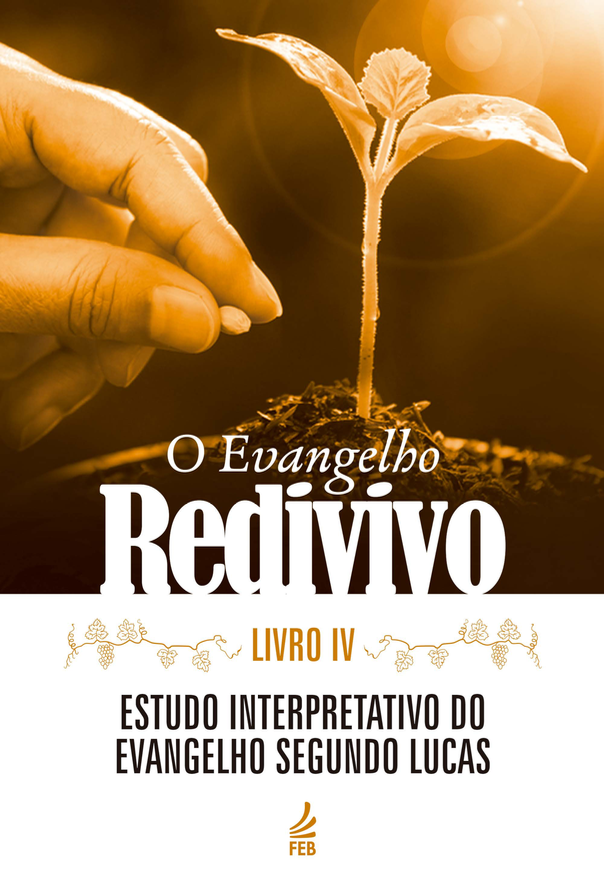 O Evangelho
Redivivo
LIVRO IV
ESTUDO INTERPRETATIVO DO
EVANGELHO SEGUNDO LUCAS
FEB